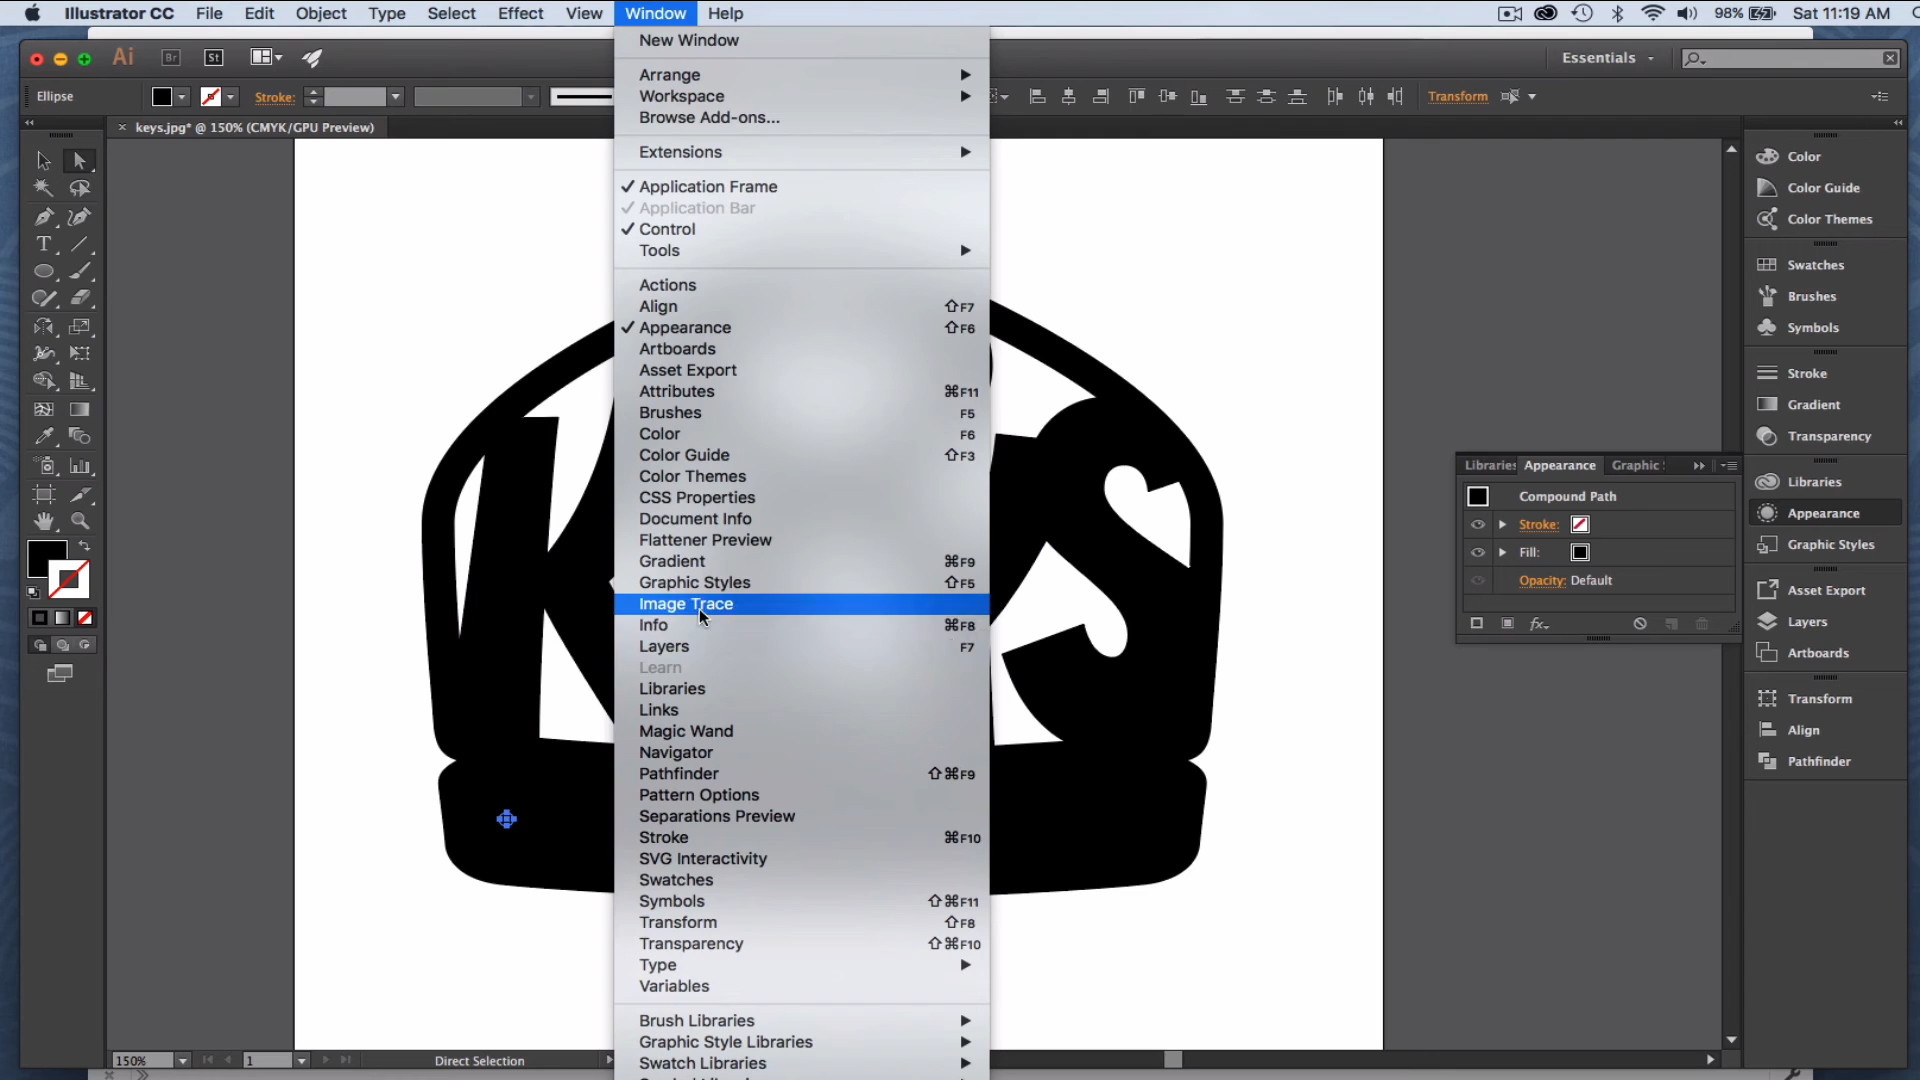 Illustrator CC File Edit Object Type Select Effect View Window Help 98% Sat 11:19 AM
New Window
Ai Br St Essentials
Arrange
Ellipse Stroke: Workspace Transform
Browse Add-ons...
keys.jpg* @ 150% (CMYK/GPU Preview)
Extensions
Application Frame
Application Bar
Control
Tools
Actions
Align ⇧F7
Appearance ⇧F6
Artboards
Asset Export
Attributes ⌘F11
Brushes F5
Color F6
Color Guide ⇧F3
Color Themes
CSS Properties
Document Info
Flattener Preview
Gradient ⌘F9
Graphic Styles ⇧F5
Image Trace
Info ⌘F8
Layers F7
Learn
Libraries
Links
Magic Wand
Navigator
Pathfinder ⇧⌘F9
Pattern Options
Separations Preview
Stroke ⌘F10
SVG Interactivity
Swatches
Symbols ⇧⌘F11
Transform ⇧F8
Transparency ⇧⌘F10
Type
Variables
Brush Libraries
Graphic Style Libraries
Swatch Libraries
150% 1 Direct Selection
Color
Color Guide
Color Themes
Swatches
Brushes
Symbols
Stroke
Gradient
Transparency
Libraries
Appearance
Graphic Styles
Asset Export
Layers
Artboards
Transform
Align
Pathfinder
Libraries Appearance Graphic
Compound Path
Stroke:
Fill:
Opacity: Default
fx